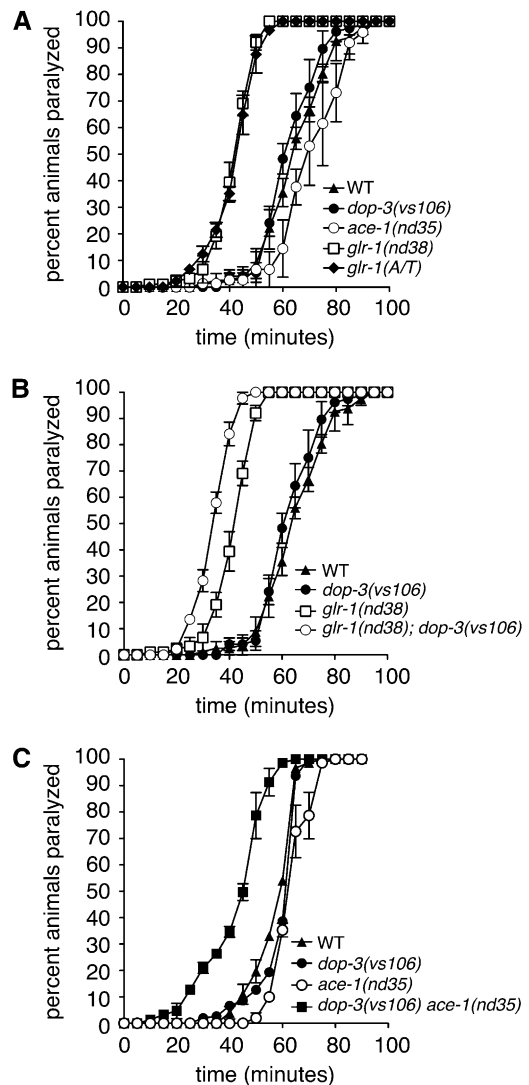 A
percent animals paralyzed
100
90
80
70
60
50
40
30
20
10
0
WT
dop-3(vs106)
ace-1(nd35)
glr-1(nd38)
glr-1(A/T)
0 20 40 60 80 100
time (minutes)
B
percent animals paralyzed
100
90
80
70
60
50
40
30
20
10
0
WT
dop-3(vs106)
glr-1(nd38)
glr-1(nd38); dop-3(vs106)
0 20 40 60 80 100
time (minutes)
C
percent animals paralyzed
100
90
80
70
60
50
40
30
20
10
0
WT
dop-3(vs106)
ace-1(nd35)
dop-3(vs106) ace-1(nd35)
0 20 40 60 80 100
time (minutes)